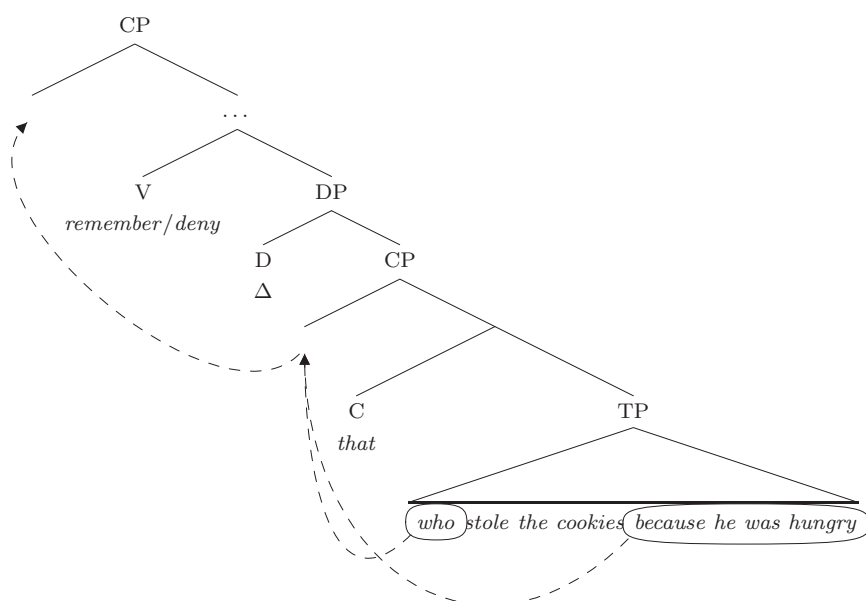 CP
...
V DP
remember/deny
D CP
Δ
C TP
that
who stole the cookies because he was hungry